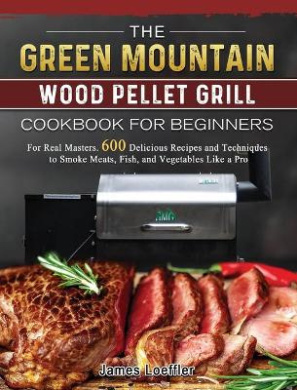 THE
GREEN MOUNTAIN
WOOD PELLET GRILL
COOKBOOK FOR BEGINNERS
For Real Masters. 600 Delicious Recipes and Techniques
to Smoke Meats, Fish, and Vegetables Like a Pro
GMG
James Loeffler